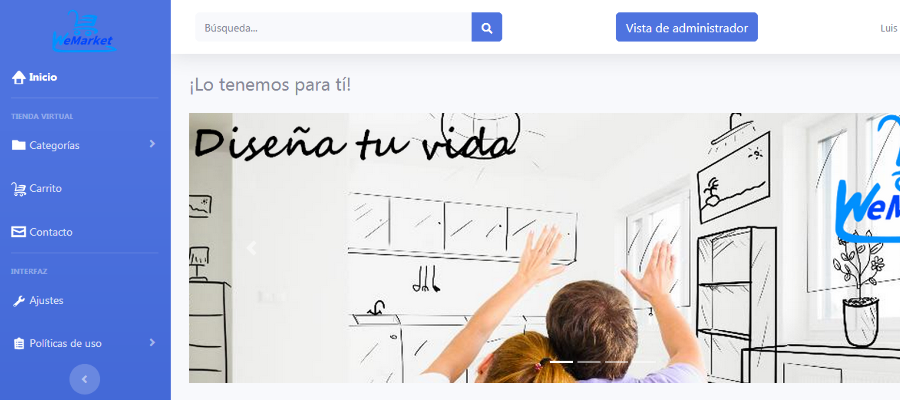 WeMarket
Inicio
TIENDA VIRTUAL
Categorías
Carrito
Contacto
INTERFAZ
Ajustes
Políticas de uso
Búsqueda...
Vista de administrador
Luis
¡Lo tenemos para tí!
Diseña tu vida
WeM